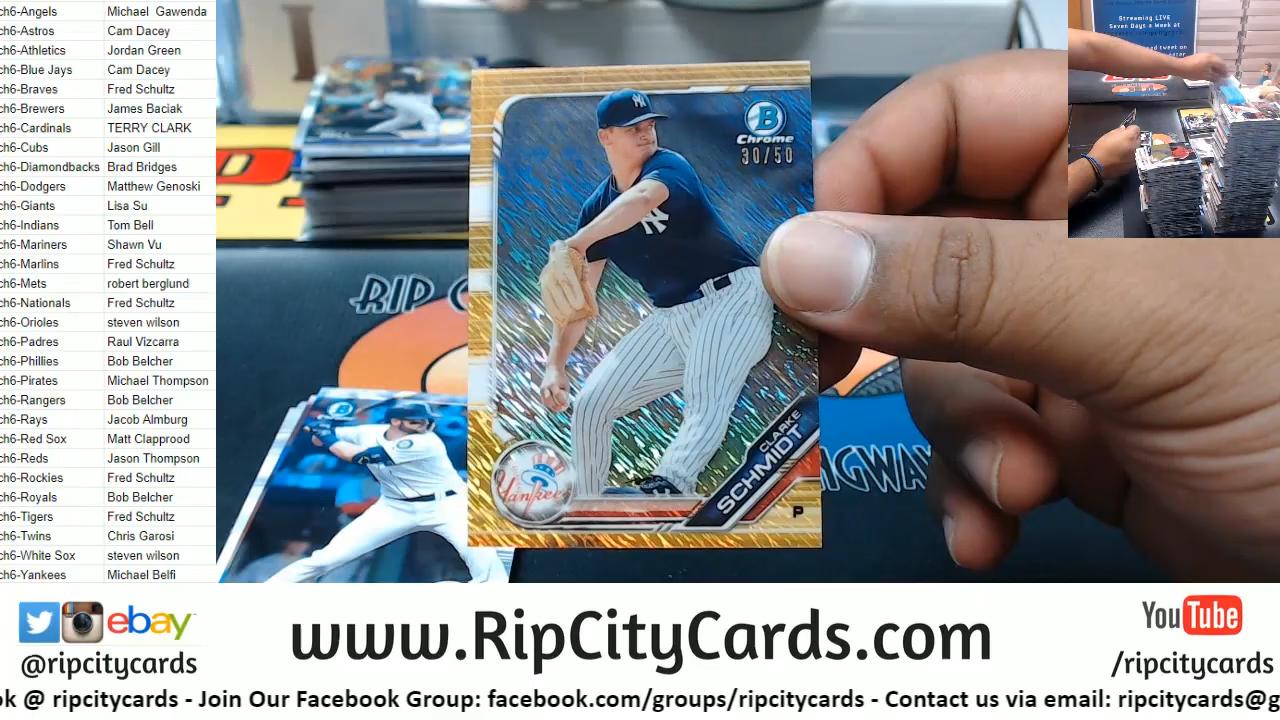 ch6-Angels Michael Gawenda
ch6-Astros Cam Dacey
ch6-Athletics Jordan Green
ch6-Blue Jays Cam Dacey
ch6-Braves Fred Schultz
ch6-Brewers James Baciak
ch6-Cardinals TERRY CLARK
ch6-Cubs Jason Gill
ch6-Diamondbacks Brad Bridges
ch6-Dodgers Matthew Genoski
ch6-Giants Lisa Su
ch6-Indians Tom Bell
ch6-Mariners Shawn Vu
ch6-Marlins Fred Schultz
ch6-Mets robert berglund
ch6-Nationals Fred Schultz
ch6-Orioles steven wilson
ch6-Padres Raul Vizcarra
ch6-Phillies Bob Belcher
ch6-Pirates Michael Thompson
ch6-Rangers Bob Belcher
ch6-Rays Jacob Almburg
ch6-Red Sox Matt Clapprood
ch6-Reds Jason Thompson
ch6-Rockies Fred Schultz
ch6-Royals Bob Belcher
ch6-Tigers Fred Schultz
ch6-Twins Chris Garosi
ch6-White Sox steven wilson
ch6-Yankees Michael Belfi
B
Chrome
30/50
NY
CLARKE
SCHMIDT
P
Yankees
RIP C
Streaming LIVE
Seven Days a Week at
ebay
@ripcitycards
www.RipCityCards.com
YouTube
/ripcitycards
ok @ ripcitycards - Join Our Facebook Group: facebook.com/groups/ripcitycards - Contact us via email: ripcitycards@g